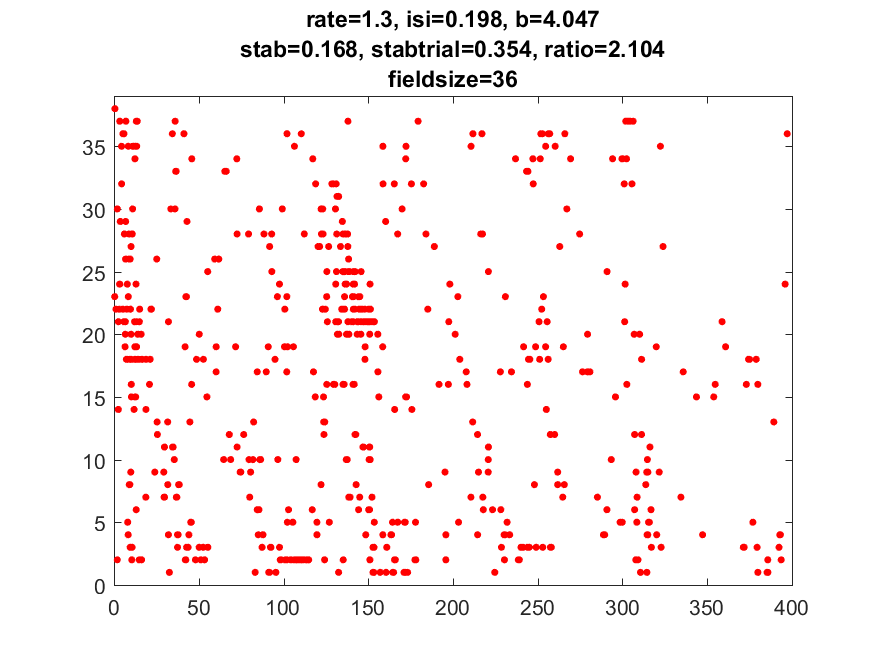 rate=1.3, isi=0.198, b=4.047
stab=0.168, stabtrial=0.354, ratio=2.104
fieldsize=36
35
30
25
20
15
10
5
0
0 50 100 150 200 250 300 350 400